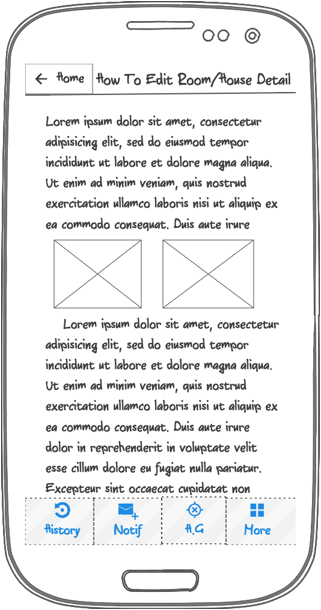 ← Home How To Edit Room/House Detail
Lorem ipsum dolor sit amet, consectetur
adipisicing elit, sed do eiusmod tempor
incididunt ut labore et dolore magna aliqua.
Ut enim ad minim veniam, quis nostrud
exercitation ullamco laboris nisi ut aliquip ex
ea commodo consequat. Duis aute irure
Lorem ipsum dolor sit amet, consectetur
adipisicing elit, sed do eiusmod tempor
incididunt ut labore et dolore magna aliqua.
Ut enim ad minim veniam, quis nostrud
exercitation ullamco laboris nisi ut aliquip ex
ea commodo consequat. Duis aute irure
dolor in reprehenderit in voluptate velit
esse cillum dolore eu fugiat nulla pariatur.
Excepteur sint occaecat cupidatat non
History Notif H.G More